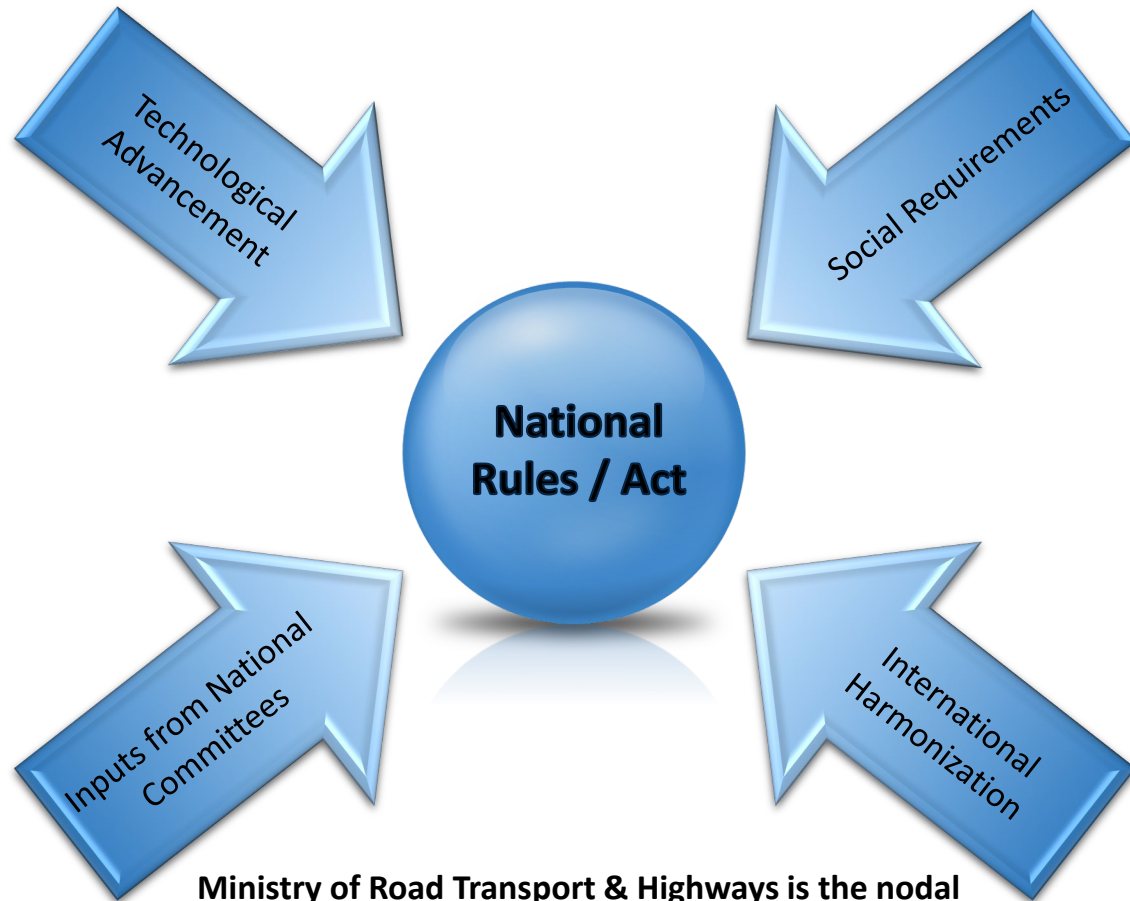 Technological
Advancement
Social Requirements
National
Rules / Act
Inputs from National
Committees
International
Harmonization
Ministry of Road Transport & Highways is the nodal